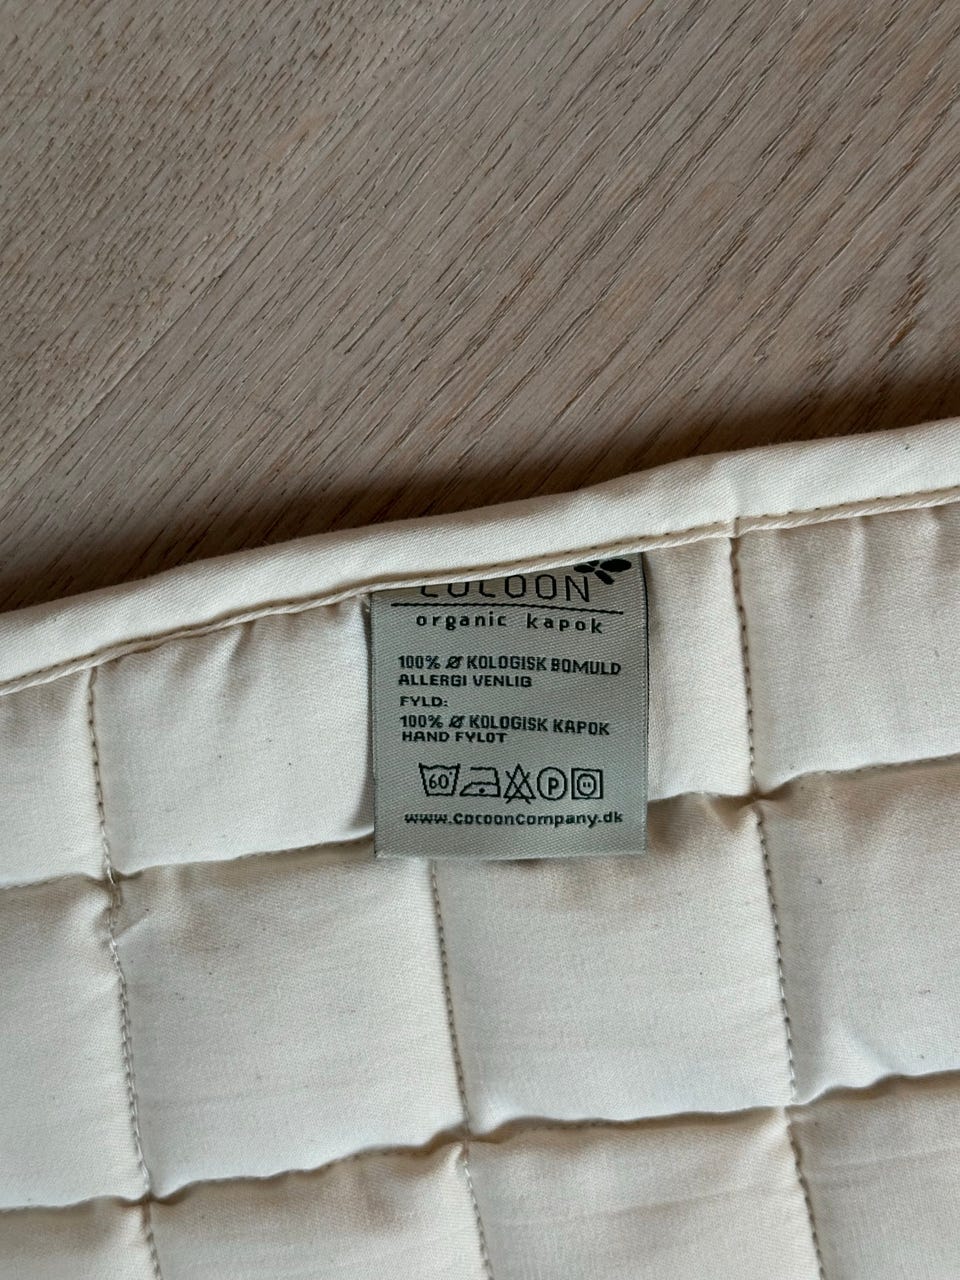 COCOON
organic kapok
100% ØKOLOGISK BOMULD
ALLERGI VENLIG
FYLD:
100% ØKOLOGISK KAPOK
HAND FYLDT
60 P
www.CocoonCompany.dk